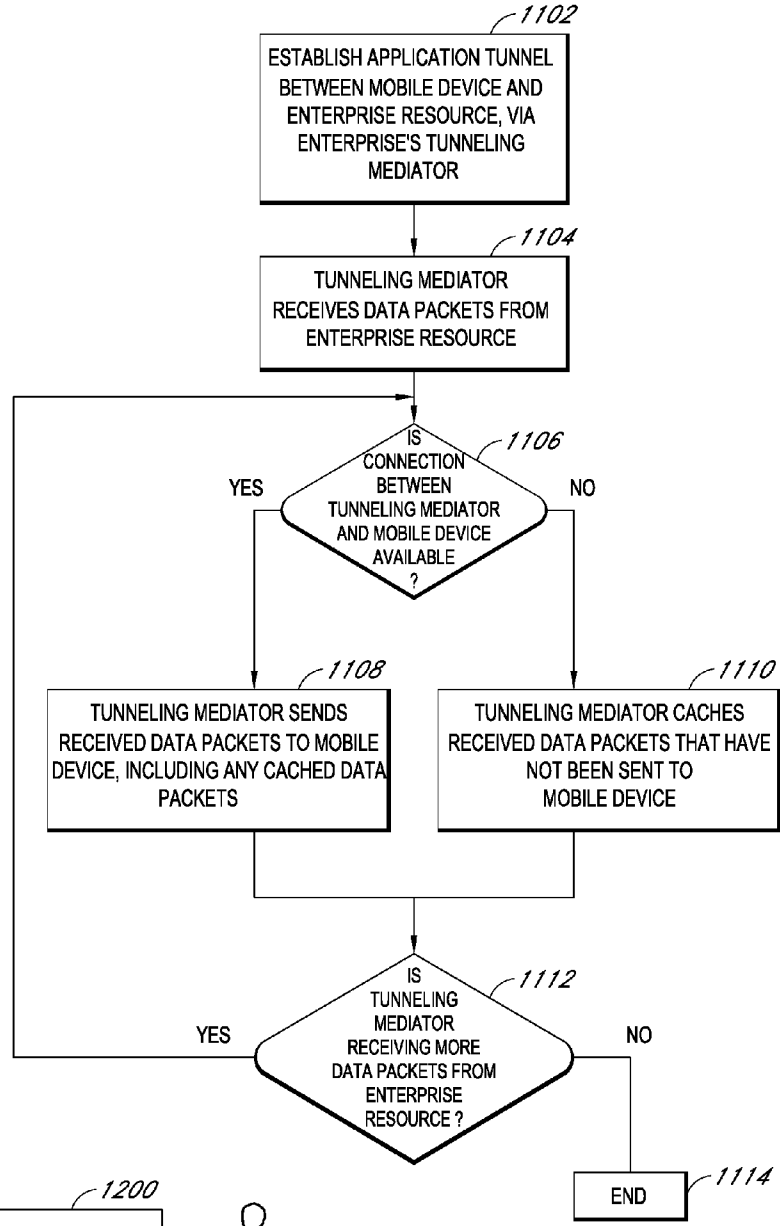 1102
ESTABLISH APPLICATION TUNNEL
BETWEEN MOBILE DEVICE AND
ENTERPRISE RESOURCE, VIA
ENTERPRISE'S TUNNELING
MEDIATOR
1104
TUNNELING MEDIATOR
RECEIVES DATA PACKETS FROM
ENTERPRISE RESOURCE
1106
IS
CONNECTION
BETWEEN
TUNNELING MEDIATOR
AND MOBILE DEVICE
AVAILABLE
?
YES
NO
1108
TUNNELING MEDIATOR SENDS
RECEIVED DATA PACKETS TO MOBILE
DEVICE, INCLUDING ANY CACHED DATA
PACKETS
1110
TUNNELING MEDIATOR CACHES
RECEIVED DATA PACKETS THAT HAVE
NOT BEEN SENT TO
MOBILE DEVICE
1112
IS
TUNNELING
MEDIATOR
RECEIVING MORE
DATA PACKETS FROM
ENTERPRISE
RESOURCE ?
YES
NO
1114
END
1200